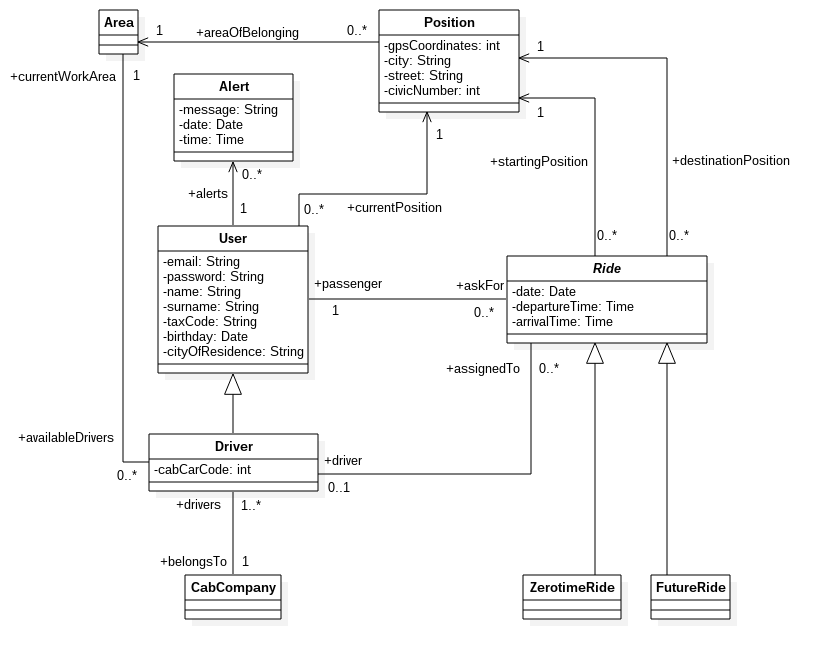 Area
1
+areaOfBelonging
0..*
Position
-gpsCoordinates: int
-city: String
-street: String
-civicNumber: int
1
1
+currentWorkArea
1
Alert
-message: String
-date: Date
-time: Time
1
+startingPosition
+destinationPosition
0..*
+alerts
1
0..*
+currentPosition
0..*
0..*
User
-email: String
-password: String
-name: String
-surname: String
-taxCode: String
-birthday: Date
-cityOfResidence: String
+passenger
1
+askFor
0..*
Ride
-date: Date
-departureTime: Time
-arrivalTime: Time
+assignedTo
0..*
+availableDrivers
0..*
Driver
-cabCarCode: int
+driver
0..1
+drivers
1..*
+belongsTo
1
CabCompany
ZerotimeRide
FutureRide